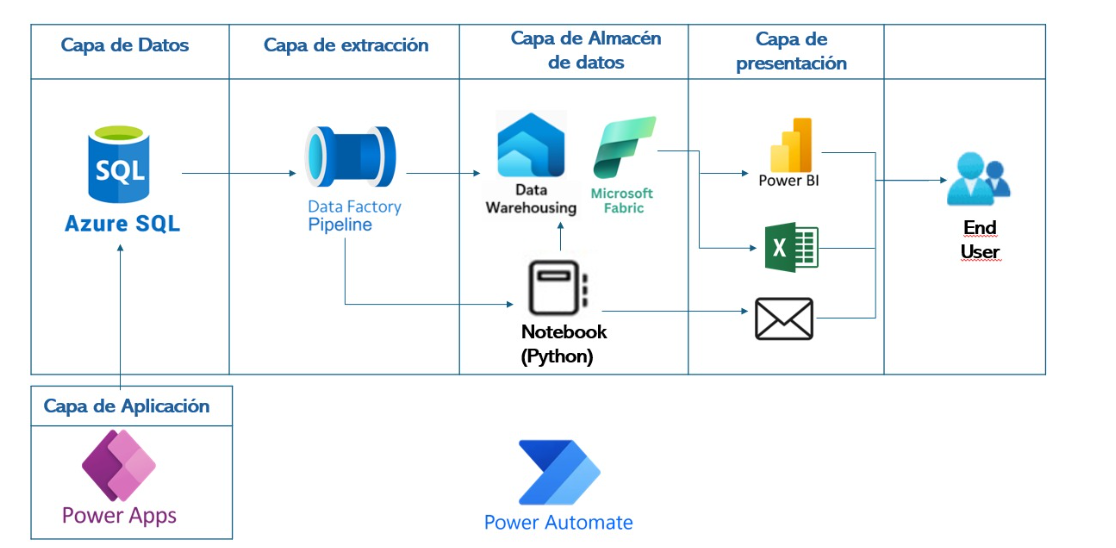 Capa de Datos
Capa de extracción
Capa de Almacén
de datos
Capa de
presentación
SQL
Azure SQL
Data Factory
Pipeline
Data
Warehousing
Microsoft
Fabric
Power BI
X
End
User
Notebook
(Python)
Capa de Aplicación
Power Apps
Power Automate